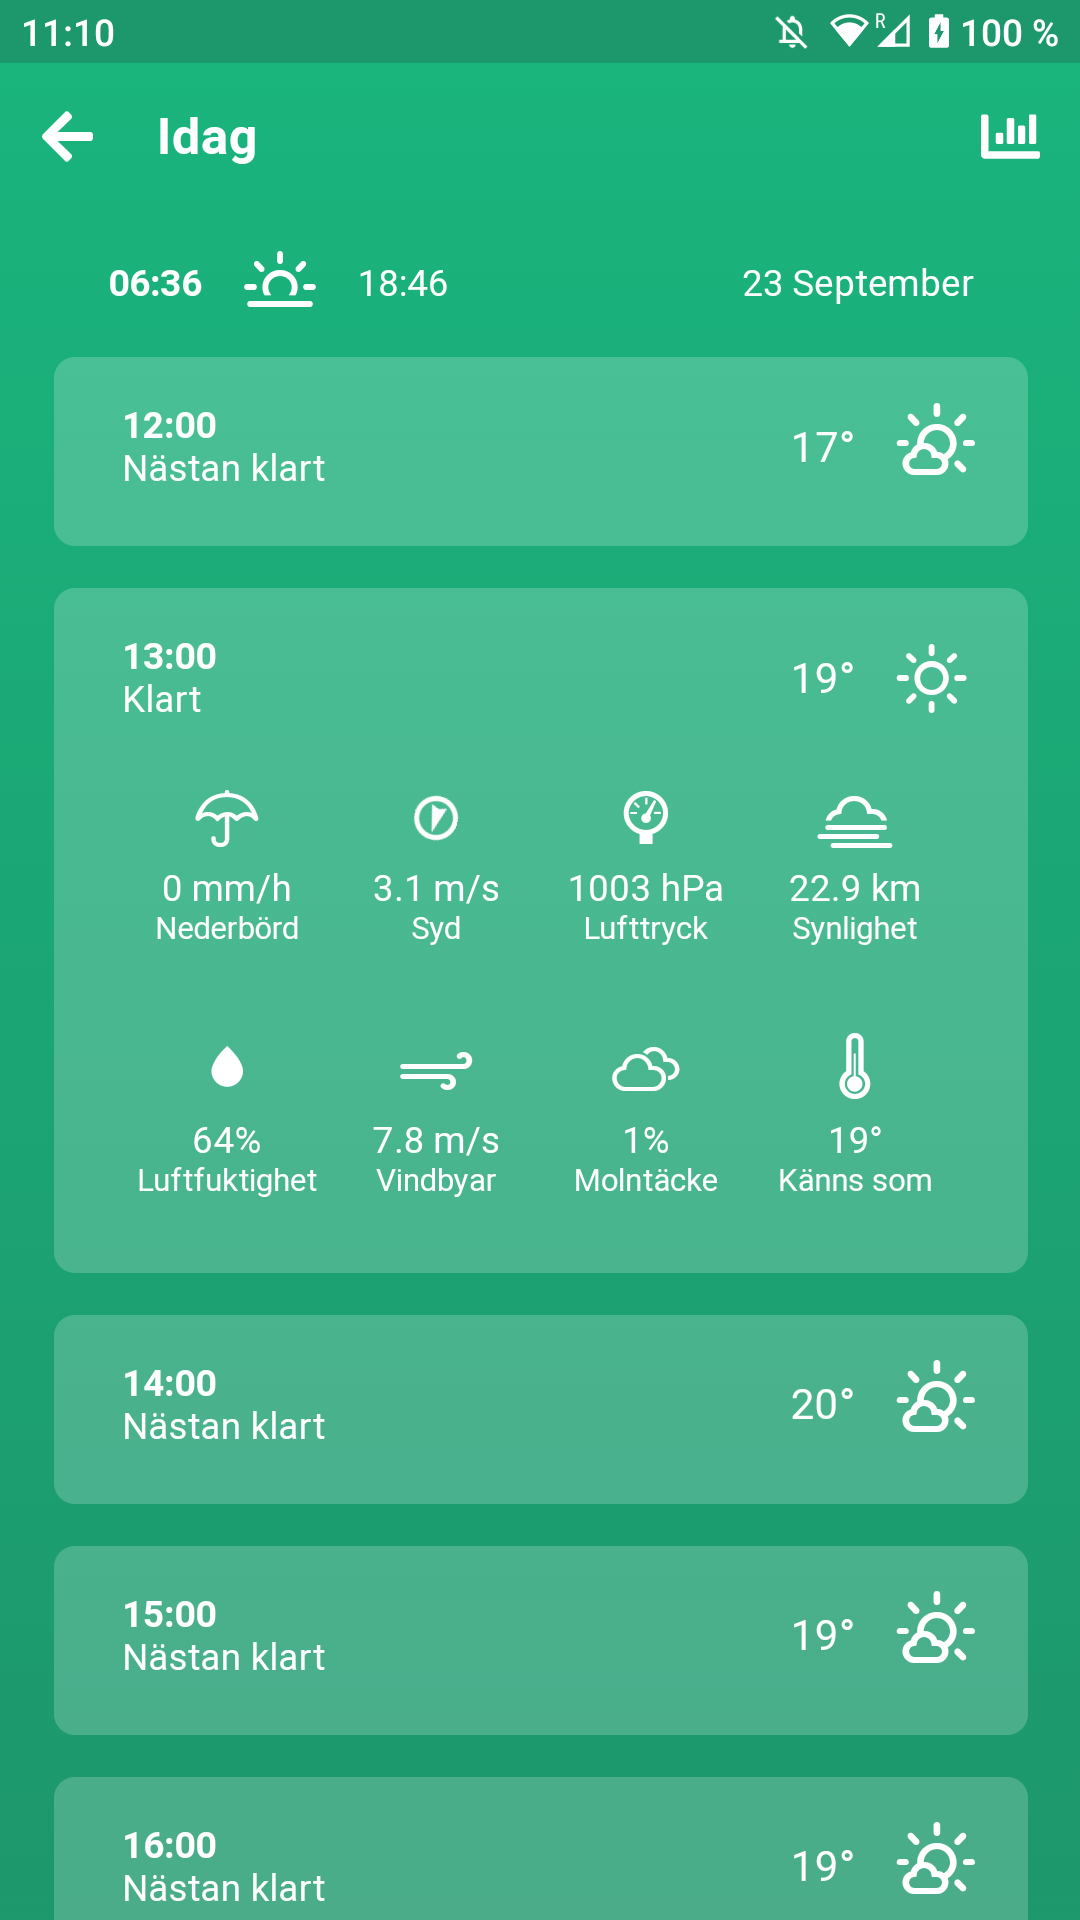 11:10
R
100 %
Idag
06:36
18:46
23 September
12:00
Nästan klart
17°
13:00
Klart
19°
0 mm/h
3.1 m/s
1003 hPa
22.9 km
Nederbörd
Syd
Lufttryck
Synlighet
64%
7.8 m/s
1%
19°
Luftfuktighet
Vindbyar
Molntäcke
Känns som
14:00
Nästan klart
20°
15:00
Nästan klart
19°
16:00
Nästan klart
19°